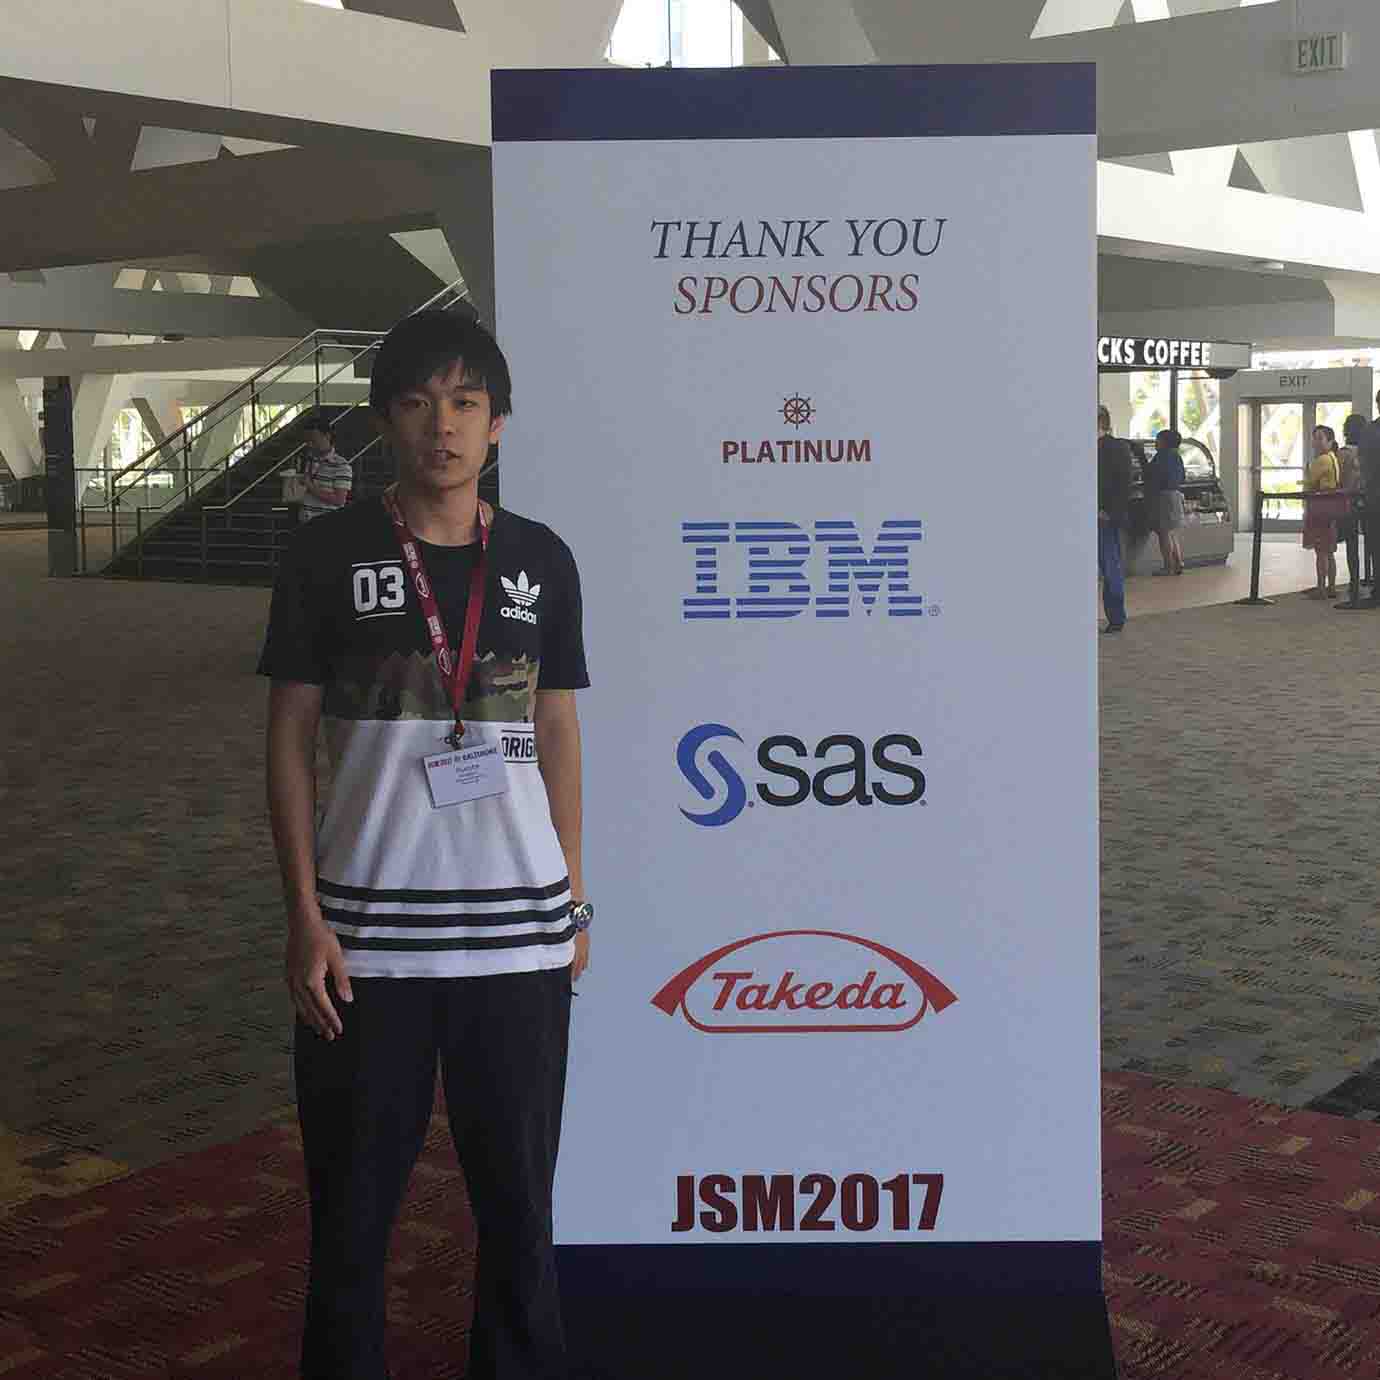 EXIT
THANK YOU
SPONSORS
CKS COFFEE
EXIT
PLATINUM
IBM®
03
adidas
sas
ORIGI
Takeda
JSM2017